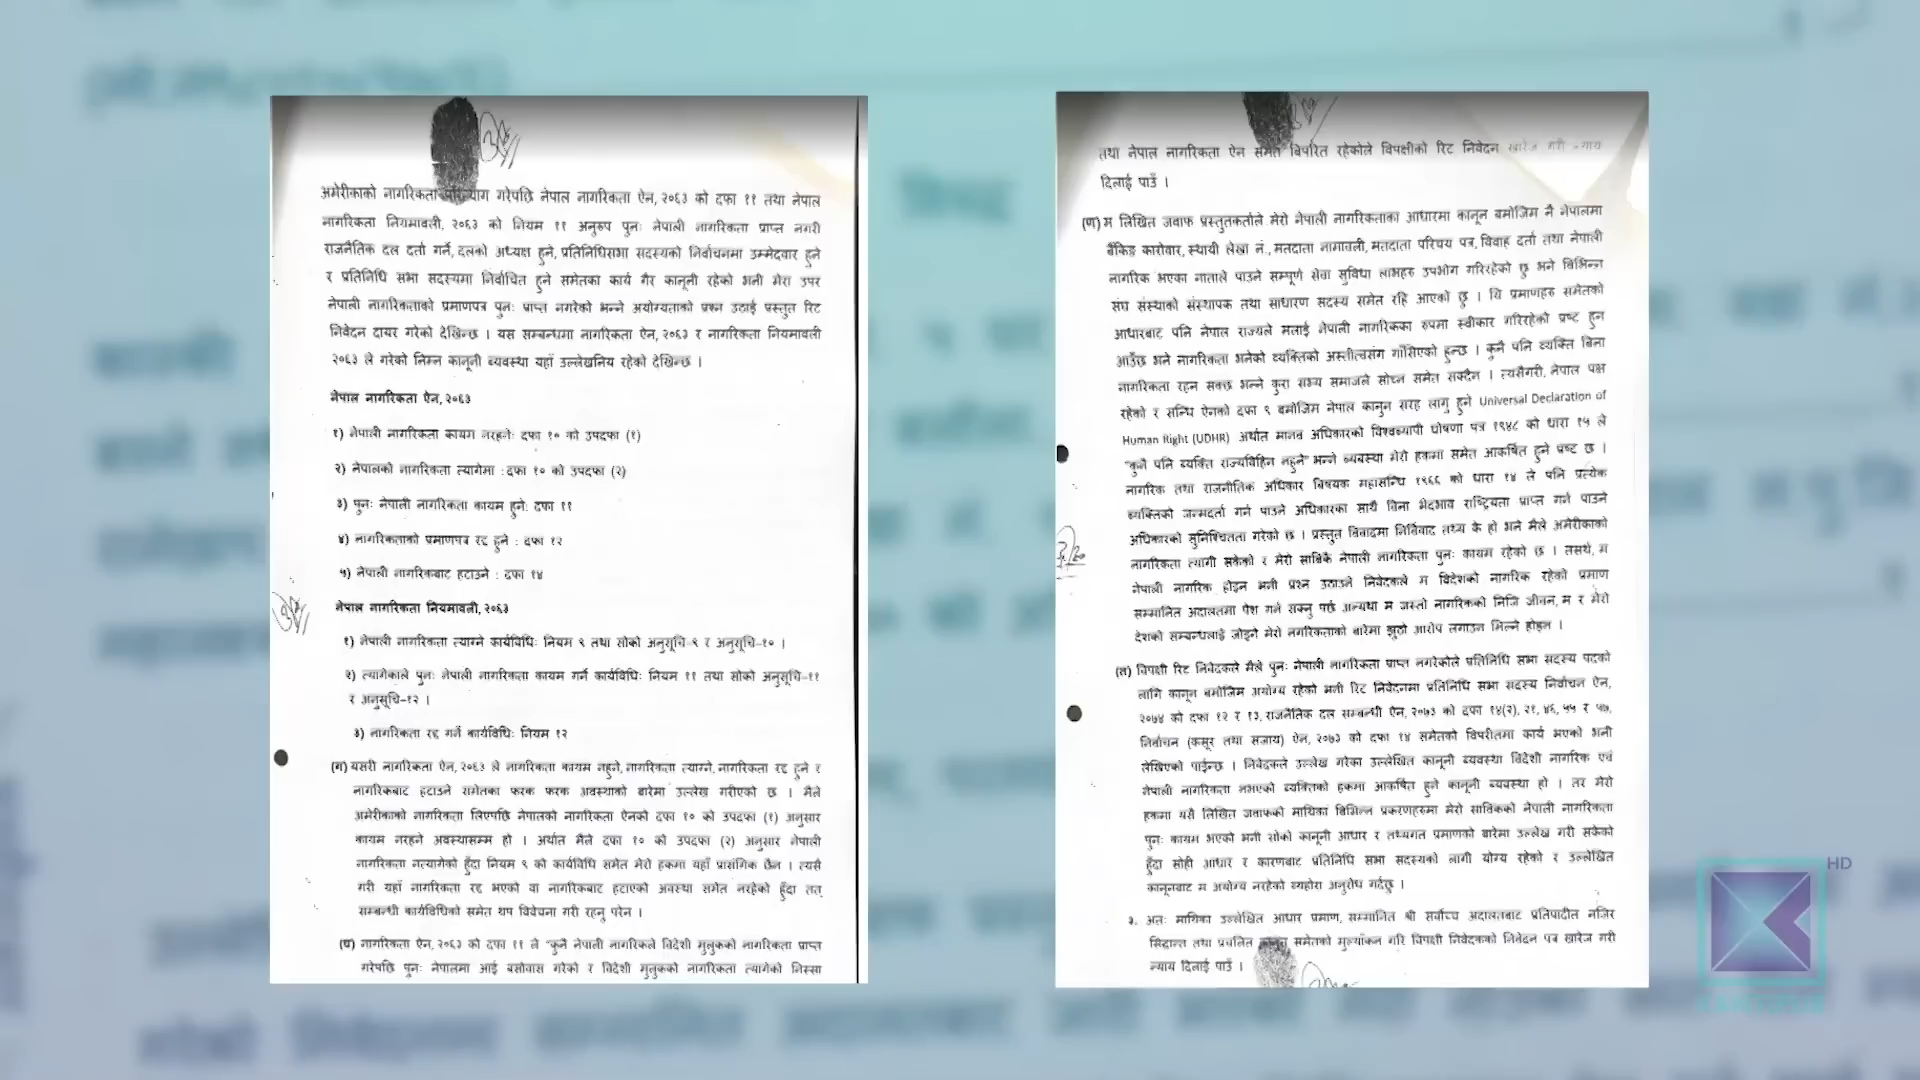 अमेरीकाको नागरिकता परित्याग गरेपछि नेपाल नागरिकता ऐन, २०६३ को दफा ११ तथा नेपाल
नागरिकता नियमावली, २०६३ को नियम ११ अनुरुप पुनः नेपाली नागरिकता प्राप्त नगरी
राजनैतिक दल दर्ता गर्ने, दलको अध्यक्ष हुने, प्रतिनिधिसभा सदस्यको निर्वाचनमा उम्मेदवार हुने
र प्रतिनिधि सभा सदस्यमा निर्वाचित हुने समेतका कार्य गैर कानूनी रहेको भनी मेरा उपर
नेपाली नागरिकताको प्रमाणपत्र पुनः प्राप्त नगरेको भन्ने अयोग्यताको प्रश्न उठाई प्रस्तुत रिट
निवेदन दायर गरेको देखिन्छ । यस सम्बन्धमा नागरिकता ऐन, २०६३ र नागरिकता नियमावली
२०६३ ले गरेको निम्न कानूनी व्यवस्था यहाँ उल्लेखनिय रहेको देखिन्छ ।
नेपाल नागरिकता ऐन, २०६३
१) नेपाली नागरिकता कायम नरहनेः दफा १० को उपदफा (१)
२) नेपालको नागरिकता त्यागेमा : दफा १० को उपदफा (२)
३) पुनः नेपाली नागरिकता कायम हुने: दफा ११
४) नागरिकताको प्रमाणपत्र रद्द हुने : दफा १२
५) नेपाली नागरिकबाट हटाउने : दफा १४
नेपाल नागरिकता नियमावली, २०६३
१) नेपाली नागरिकता त्याग्ने कार्यविधिः नियम ९ तथा सोको अनुसूचि-९ र अनुसूचि-१० ।
२) त्यागेकाले पुनः नेपाली नागरिकता कायम गर्ने कार्यविधिः नियम ११ तथा सोको अनुसूचि-११
र अनुसूचि-१२ ।
३) नागरिकता रद्द गर्ने कार्यविधिः नियम १२
(ग) यसरी नागरिकता ऐन, २०६३ ले नागरिकता कायम नहुने, नागरिकता त्याग्ने, नागरिकता रद्द हुने र
नागरिकबाट हटाउने समेतका फरक फरक अवस्थाको बारेमा उल्लेख गरीएको छ । मैले
अमेरीकाको नागरिकता लिएपछि नेपालको नागरिकता ऐनको दफा १० को उपदफा (१) अनुसार
कायम नरहने अवस्थासम्म हो । अर्थात मैले दफा १० को उपदफा (२) अनुसार नेपाली
नागरिकता नत्यागेको हुँदा नियम ९ को कार्यविधि समेत मेरो हकमा यहाँ प्रासंगिक छैन । त्यसै
गरी यहाँ नागरिकता रद्द भएको वा नागरिकबाट हटाएको अवस्था समेत नरहेको हुँदा तत्
सम्बन्धी कार्यविधिको समेत थप विवेचना गरी रहनु परेन ।
(घ) नागरिकता ऐन, २०६३ को दफा ११ ले "कुनै नेपाली नागरिकले विदेशी मुलुकको नागरिकता प्राप्त
गरेपछि पुनः नेपालमा आई बसोवास गरेको र विदेशी मुलुकको नागरिकता त्यागेको निस्सा
तथा नेपाल नागरिकता ऐन समेत विपरित रहेकोले विपक्षीको रिट निवेदन खारेज गरी न्याय
दिलाई पाउँ ।
(ण) म लिखित जवाफ प्रस्तुतकर्ताले मेरो नेपाली नागरिकताका आधारमा कानून बमोजिम नै नेपालमा
बैंकिङ कारोवार, स्थायी लेखा नं., मतदाता नामावली, मतदाता परिचय पत्र, विवाह दर्ता तथा नेपाली
नागरिक भएका नाताले पाउने सम्पूर्ण सेवा सुविधा लाभहरु उपभोग गरिरहेको छु भने विभिन्न
संघ संस्थाको संस्थापक तथा साधारण सदस्य समेत रहि आएको छु । यि प्रमाणहरु समेतको
आधारबाट पनि नेपाल राज्यले मलाई नेपाली नागरिकका रुपमा स्वीकार गरिरहेको प्रष्ट हुन
आउँछ भने नागरिकता भनेको व्यक्तिको अस्तीत्वसंग गाँसिएको हुन्छ । कुनै पनि व्यक्ति बिना
नागरिकता रहन सक्छ भन्ने कुरा सभ्य समाजले सोच्न समेत सक्दैन । त्यसैगरी, नेपाल पक्ष
रहेको र सन्धि ऐनको दफा ९ बमोजिम नेपाल कानुन सरह लागु हुने Universal Declaration of
Human Right (UDHR) अर्थात मानव अधिकारको विश्वब्यापी घोषणा पत्र १९४८ को धारा १५ ले
"कुनै पनि ब्यक्ति राज्यविहिन नहुने" भन्ने ब्यवस्था मेरो हकमा समेत आकर्षित हुने प्रष्ट छ ।
नागरिक तथा राजनीतिक अधिकार बिषयक महासन्धि १९६६ को धारा १४ ले पनि प्रत्येक
ब्यक्तिको जन्मदर्ता गर्न पाउने अधिकारका साथै बिना भेदभाव राष्ट्रियता प्राप्त गर्न पाउने
अधिकारको सुनिश्चितता गरेको छ । प्रस्तुत विवादमा निर्विवाद तथ्य के हो भने मैले अमेरीकाको
नागरिकता त्यागी सकेको र मेरो साबिकै नेपाली नागरिकता पुनः कायम रहेको छ । तसर्थ, म
नेपाली नागरिक होइन भनी प्रश्न उठाउने निवेदकले म विदेशको नागरिक रहेको प्रमाण
सम्मानित अदालतमा पेश गर्न सक्नु पर्छ अन्यथा म जस्तो नागरिकको निजि जीवन, म र मेरो
देशको सम्बन्धलाई जोड्ने मेरो नगरिकताको बारेमा झुठो आरोप लगाउन मिल्ने होइन ।
(त) विपक्षी रिट निवेदकले मैले पुनः नेपाली नागरिकता प्राप्त नगरेकोले प्रतिनिधि सभा सदस्य पदको
लागि कानून बमोजिम अयोग्य रहेको भनी रिट निवेदनमा प्रतिनिधि सभा सदस्य निर्वाचन ऐन,
२०७४ को दफा १२ र १३, राजनैतिक दल सम्बन्धी ऐन, २०७३ को दफा १४(२), २१, ४६, ५५ र ५७,
निर्वाचन (कसूर तथा सजाय) ऐन, २०७३ को दफा १४ समेतको विपरीतमा कार्य भएको भनी
लेखिएको पाईन्छ । निवेदकले उल्लेख गरेका उल्लेखित कानूनी ब्यवस्था विदेशी नागरिक एवं
नेपाली नागरिक नभएको ब्यक्तिको हकमा आकर्षित हुने कानूनी ब्यवस्था हो । तर मेरो
हकमा यसै लिखित जवाफको माथिका बिभिन्न प्रकरणहरुमा मेरो साविकको नेपाली नागरिकता
पुनः कायम भएको भनी सोको कानूनी आधार र तथ्यगत प्रमाणको बारेमा उल्लेख गरी सकेको
हुँदा सोही आधार र कारणबाट प्रतिनिधि सभा सदस्यको लागी योग्य रहेको र उल्लेखित
कानूनबाट म अयोग्य नरहेको ब्यहोरा अनुरोध गर्दछु ।
३. अतः माथिका उल्लेखित आधार प्रमाण, सम्मानित श्री सर्वोच्च अदालतबाट प्रतिपादीत नजिर
सिद्धान्त तथा प्रचलित कानून समेतको मुल्याँकन गरि विपक्षी निवेदकको निवेदन पत्र खारेज गरी
न्याय दिलाई पाउँ ।
HD